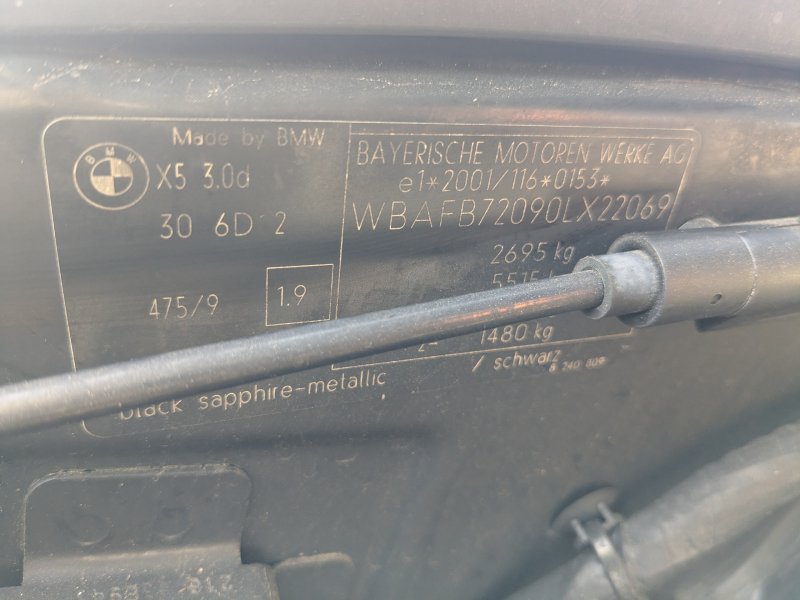 Made by BMW
BMW
X5 3.0d
30 6D 2
475/9
1.9
BAYERISCHE MOTOREN WERKE AG
e1*2001/116*0153*
WBAFB72090LX22069
2695 kg
1480 kg
black sapphire-metallic / schwarz